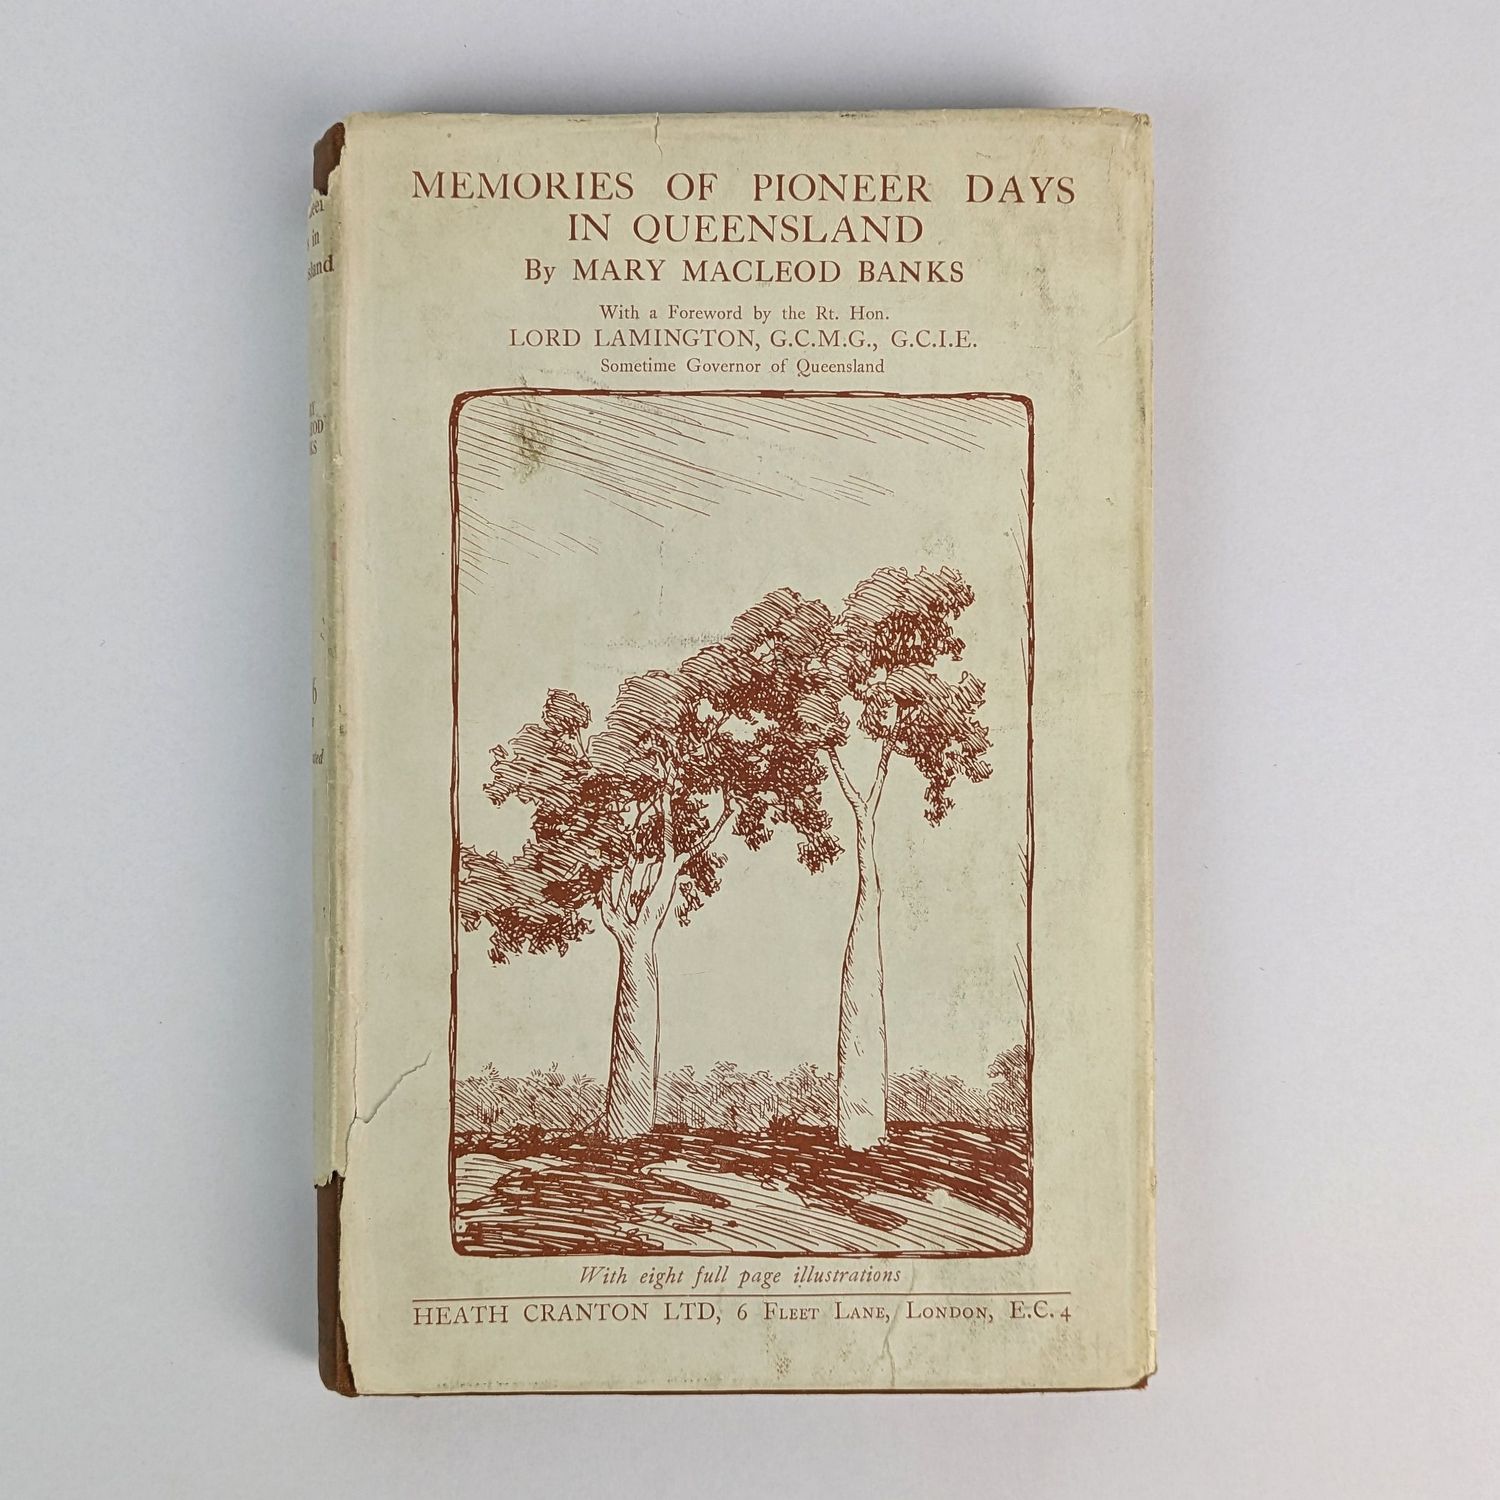 MEMORIES OF PIONEER DAYS
IN QUEENSLAND
By MARY MACLEOD BANKS
With a Foreword by the Rt. Hon.
LORD LAMINGTON, G.C.M.G., G.C.I.E.
Sometime Governor of Queensland
With eight full page illustrations
HEATH CRANTON LTD, 6 FLEET LANE, LONDON, E.C. 4